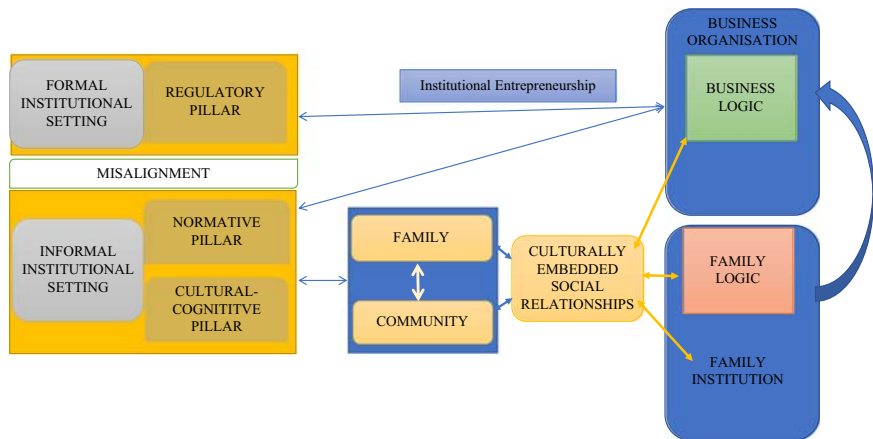 FORMAL
INSTITUTIONAL
SETTING
REGULATORY
PILLAR
MISALIGNMENT
INFORMAL
INSTITUTIONAL
SETTING
NORMATIVE
PILLAR
CULTURAL-
COGNITITVE
PILLAR
Institutional Entrepreneurship
FAMILY
COMMUNITY
CULTURALLY
EMBEDDED
SOCIAL
RELATIONSHIPS
BUSINESS
ORGANISATION
BUSINESS
LOGIC
FAMILY
LOGIC
FAMILY
INSTITUTION